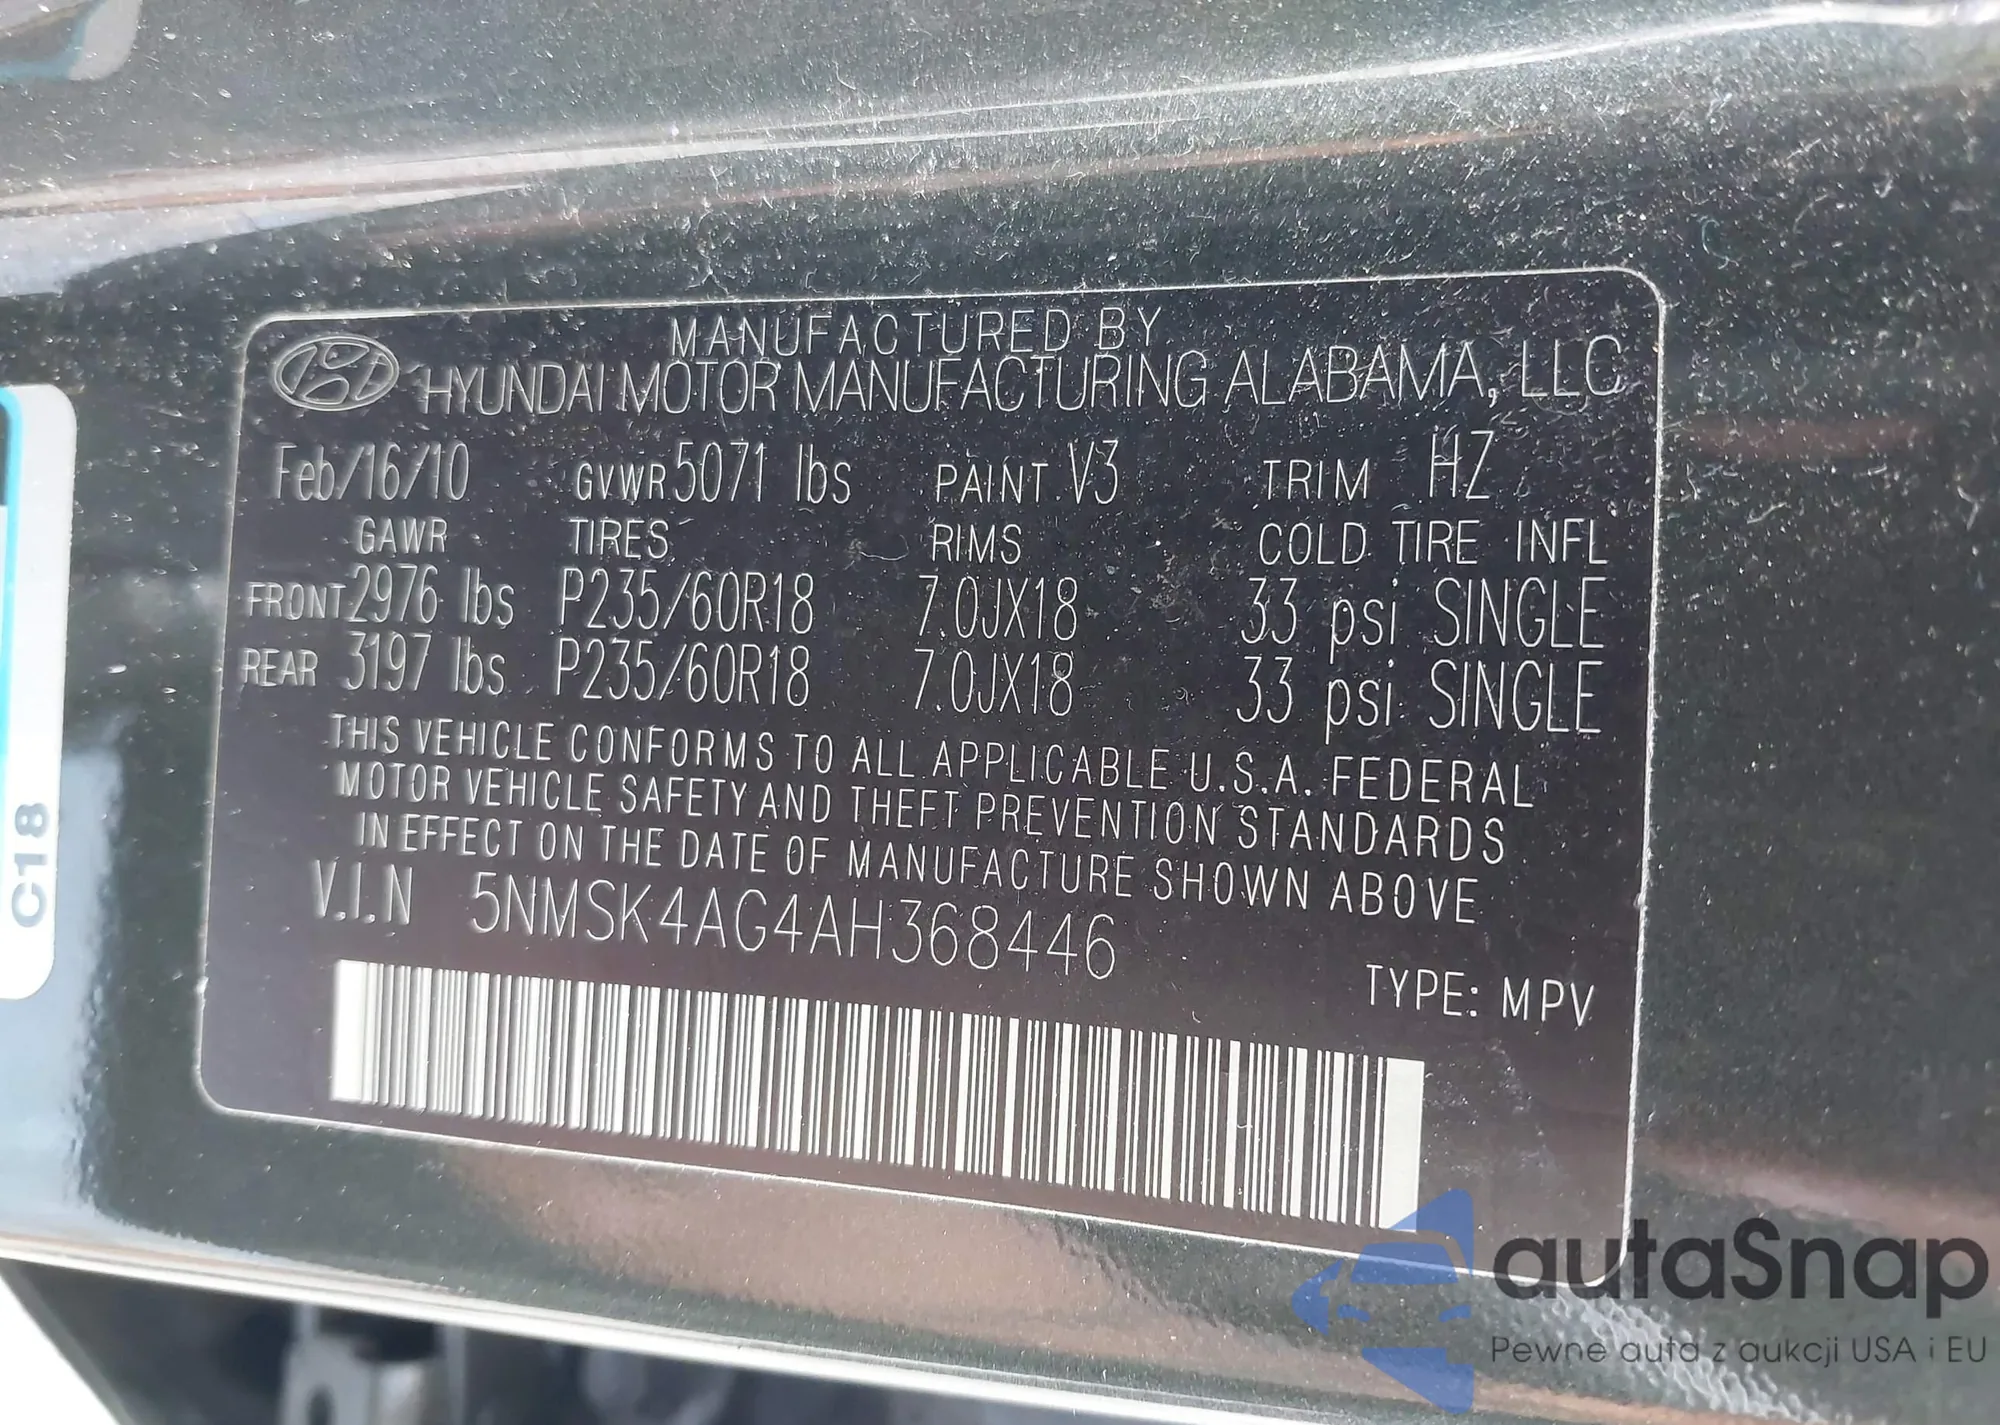 MANUFACTURED BY
HYUNDAI MOTOR MANUFACTURING ALABAMA, LLC
Feb/16/10 GVWR 5071 lbs PAINT V3 TRIM HZ
GAWR TIRES RIMS COLD TIRE INFL
FRONT 2976 lbs P235/60R18 7.0JX18 33 psi SINGLE
REAR 3197 lbs P235/60R18 7.0JX18 33 psi SINGLE
THIS VEHICLE CONFORMS TO ALL APPLICABLE U.S.A. FEDERAL
MOTOR VEHICLE SAFETY AND THEFT PREVENTION STANDARDS
IN EFFECT ON THE DATE OF MANUFACTURE SHOWN ABOVE
V.I.N 5NMSK4AG4AH368446
TYPE: MPV
C18
autaSnap
Pewne auta z aukcji USA i EU